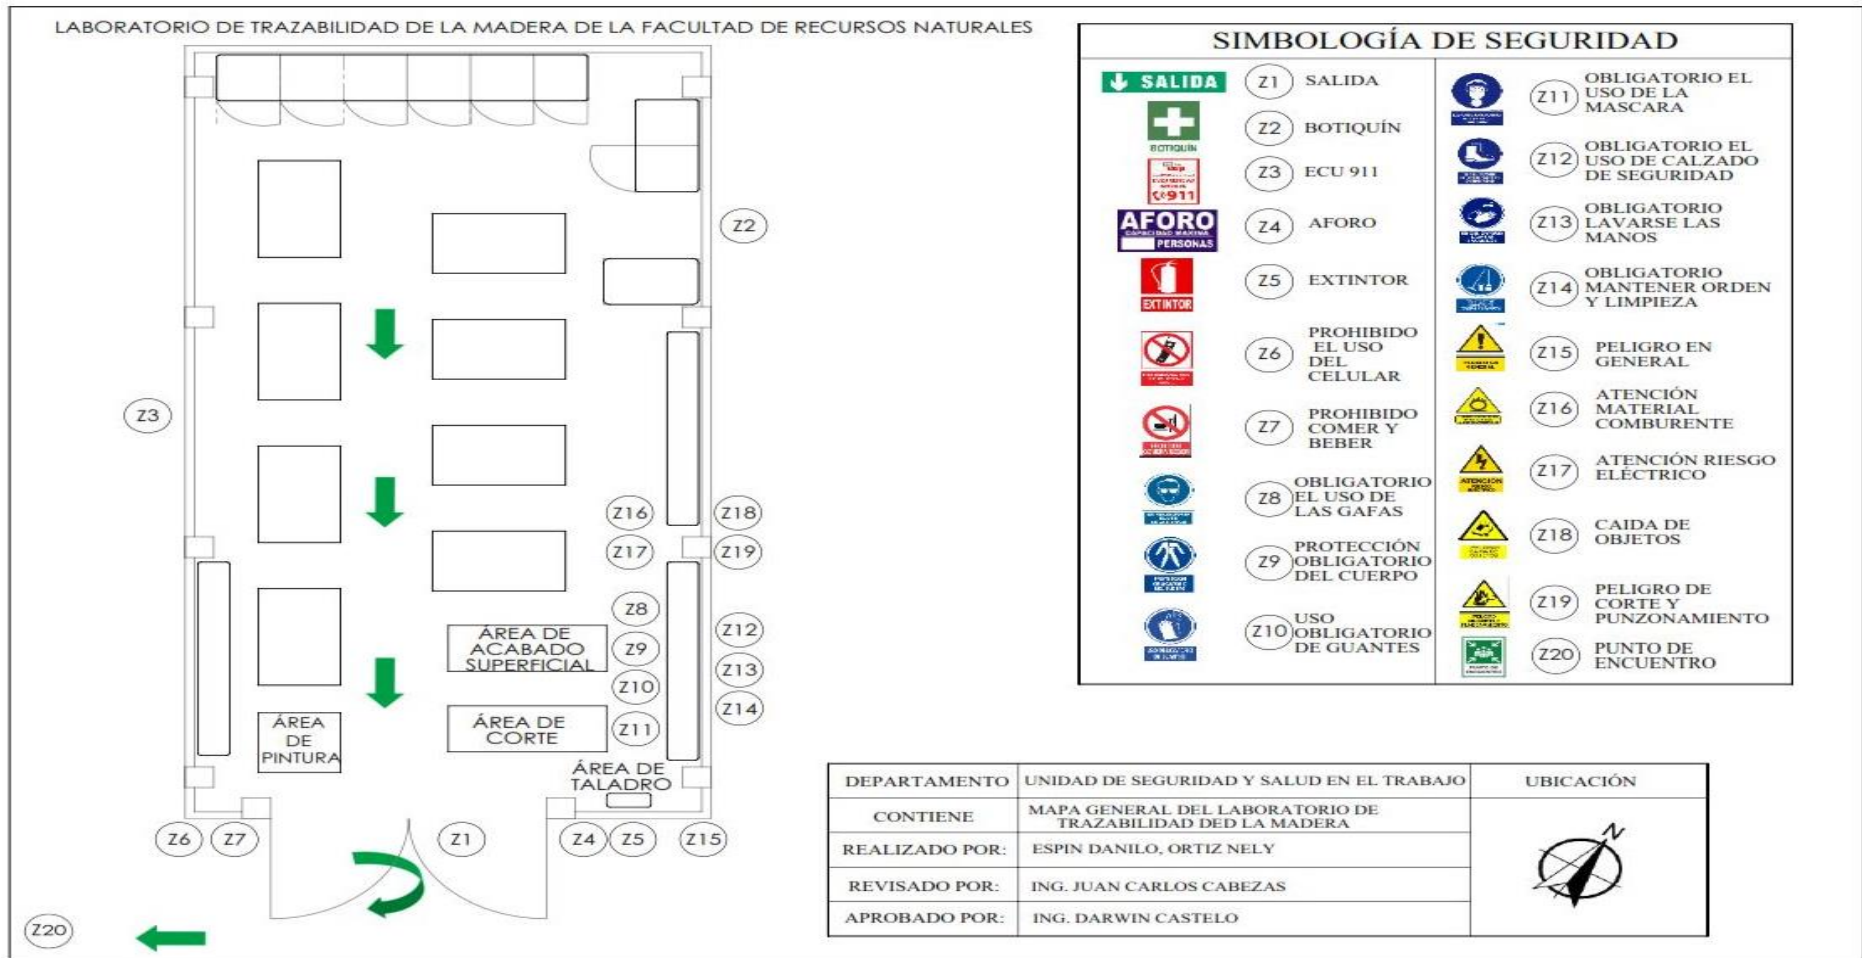 LABORATORIO DE TRAZABILIDAD DE LA MADERA DE LA FACULTAD DE RECURSOS NATURALES
Z2
Z3
Z16
Z18
Z17
Z19
Z8
ÁREA DE
ACABADO
SUPERFICIAL
Z12
Z9
Z13
Z10
Z14
ÁREA
DE
PINTURA
ÁREA DE
CORTE
Z11
ÁREA DE
TALADRO
Z6
Z7
Z1
Z4
Z5
Z15
Z20
SIMBOLOGÍA DE SEGURIDAD
SALIDA
Z1
SALIDA
BOTIQUÍN
Z2
BOTIQUÍN
911
Z3
ECU 911
AFORO
CAPACIDAD MAXIMA
PERSONAS
Z4
AFORO
EXTINTOR
Z5
EXTINTOR
Z6
PROHIBIDO
EL USO
DEL
CELULAR
Z7
PROHIBIDO
COMER Y
BEBER
Z8
OBLIGATORIO
EL USO DE
LAS GAFAS
Z9
PROTECCIÓN
OBLIGATORIO
DEL CUERPO
Z10
USO
OBLIGATORIO
DE GUANTES
Z11
OBLIGATORIO EL
USO DE LA
MASCARA
Z12
OBLIGATORIO EL
USO DE CALZADO
DE SEGURIDAD
Z13
OBLIGATORIO
LAVARSE LAS
MANOS
Z14
OBLIGATORIO
MANTENER ORDEN
Y LIMPIEZA
Z15
PELIGRO EN
GENERAL
Z16
ATENCIÓN
MATERIAL
COMBURENTE
ATENCIÓN
Z17
ATENCIÓN RIESGO
ELÉCTRICO
Z18
CAIDA DE
OBJETOS
Z19
PELIGRO DE
CORTE Y
PUNZONAMIENTO
Z20
PUNTO DE
ENCUENTRO
DEPARTAMENTO
UNIDAD DE SEGURIDAD Y SALUD EN EL TRABAJO
UBICACIÓN
CONTIENE
MAPA GENERAL DEL LABORATORIO DE
TRAZABILIDAD DED LA MADERA
REALIZADO POR:
ESPIN DANILO, ORTIZ NELY
REVISADO POR:
ING. JUAN CARLOS CABEZAS
APROBADO POR:
ING. DARWIN CASTELO
N